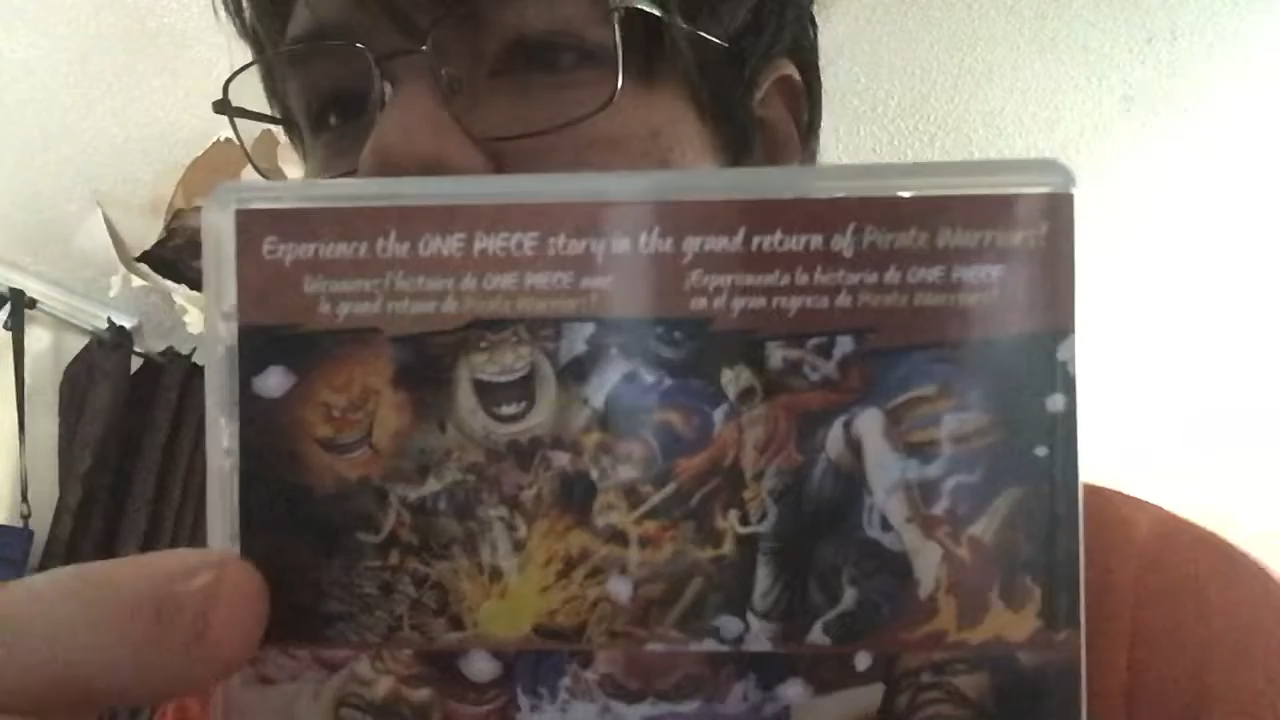 Experience the ONE PIECE story in the grand return of Pirate Warriors!
Découvrez l'histoire de ONE PIECE avec
le grand retour de Pirate Warriors !
¡Experimenta la historia de ONE PIECE
en el gran regreso de Pirate Warriors!